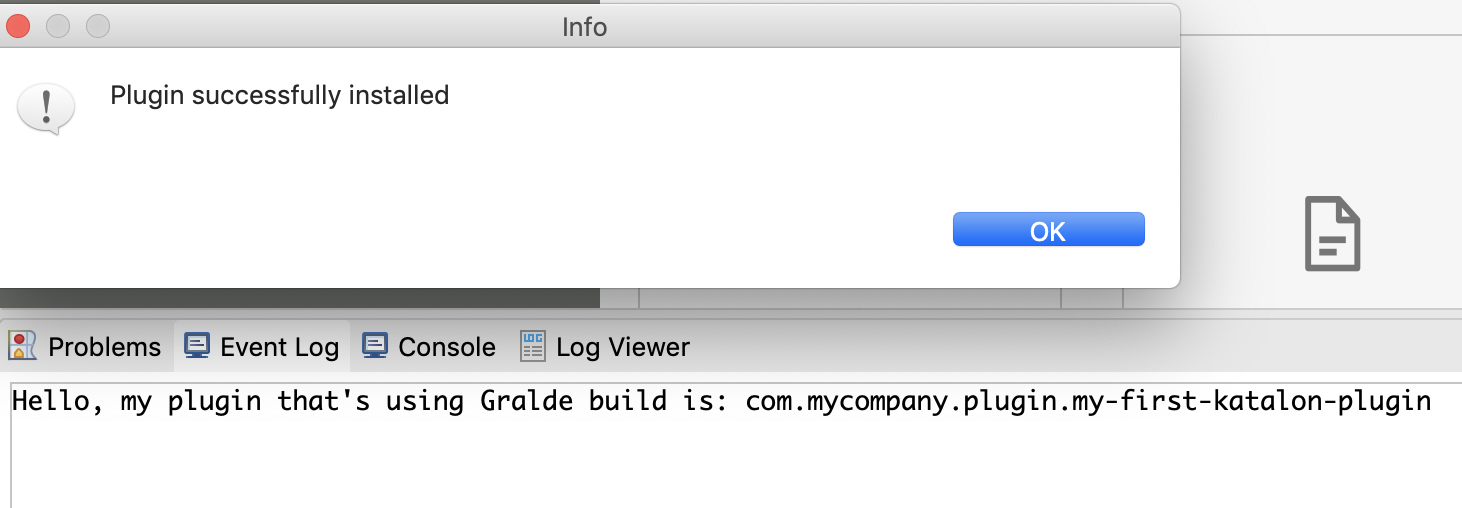 Info
Plugin successfully installed
OK
Problems Event Log Console Log Viewer
Hello, my plugin that's using Gralde build is: com.mycompany.plugin.my-first-katalon-plugin